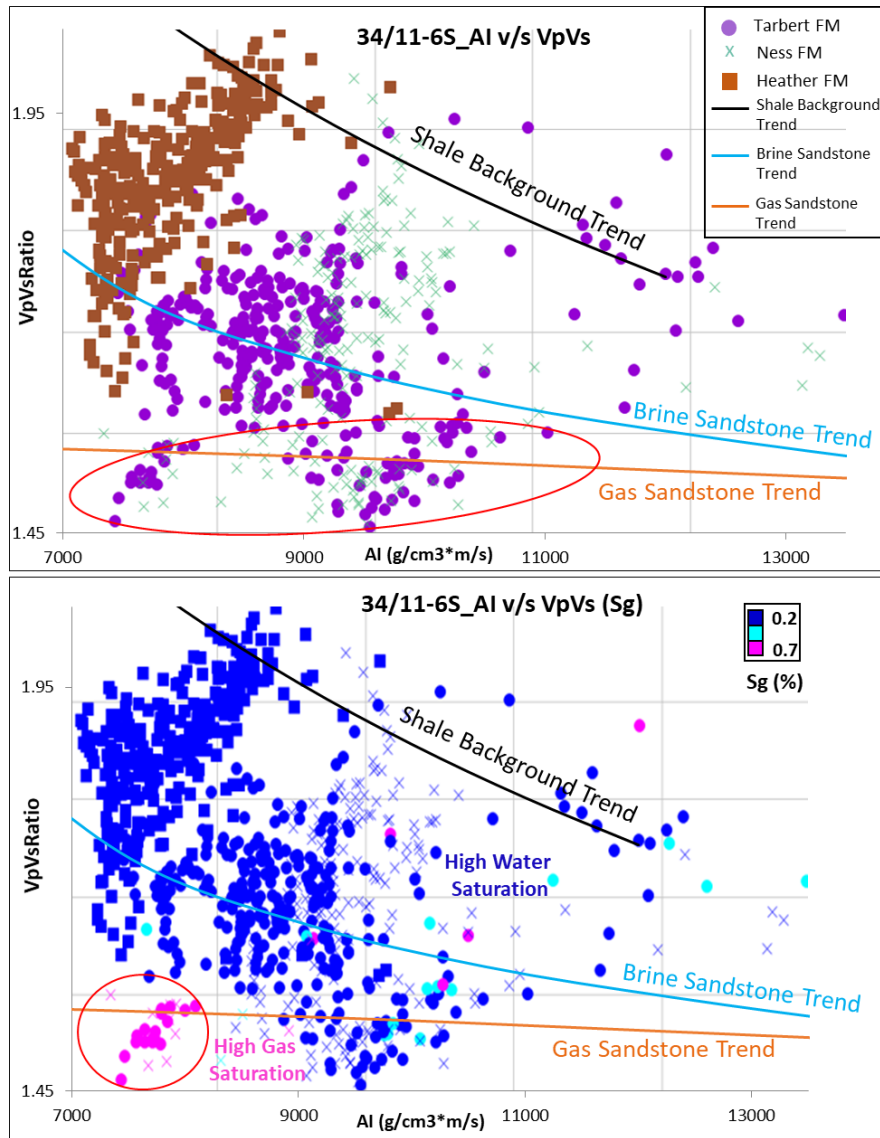 34/11-6S_AI v/s VpVs
Tarbert FM
Ness FM
Heather FM
Shale Background
Trend
Brine Sandstone
Trend
Gas Sandstone
Trend
1.95
VpVsRatio
Shale Background Trend
Brine Sandstone Trend
Gas Sandstone Trend
1.45
7000
9000
11000
13000
AI (g/cm3*m/s)
34/11-6S_AI v/s VpVs (Sg)
0.2
0.7
Sg (%)
1.95
VpVsRatio
Shale Background Trend
High Water
Saturation
Brine Sandstone Trend
Gas Sandstone Trend
High Gas
Saturation
1.45
7000
9000
11000
13000
AI (g/cm3*m/s)